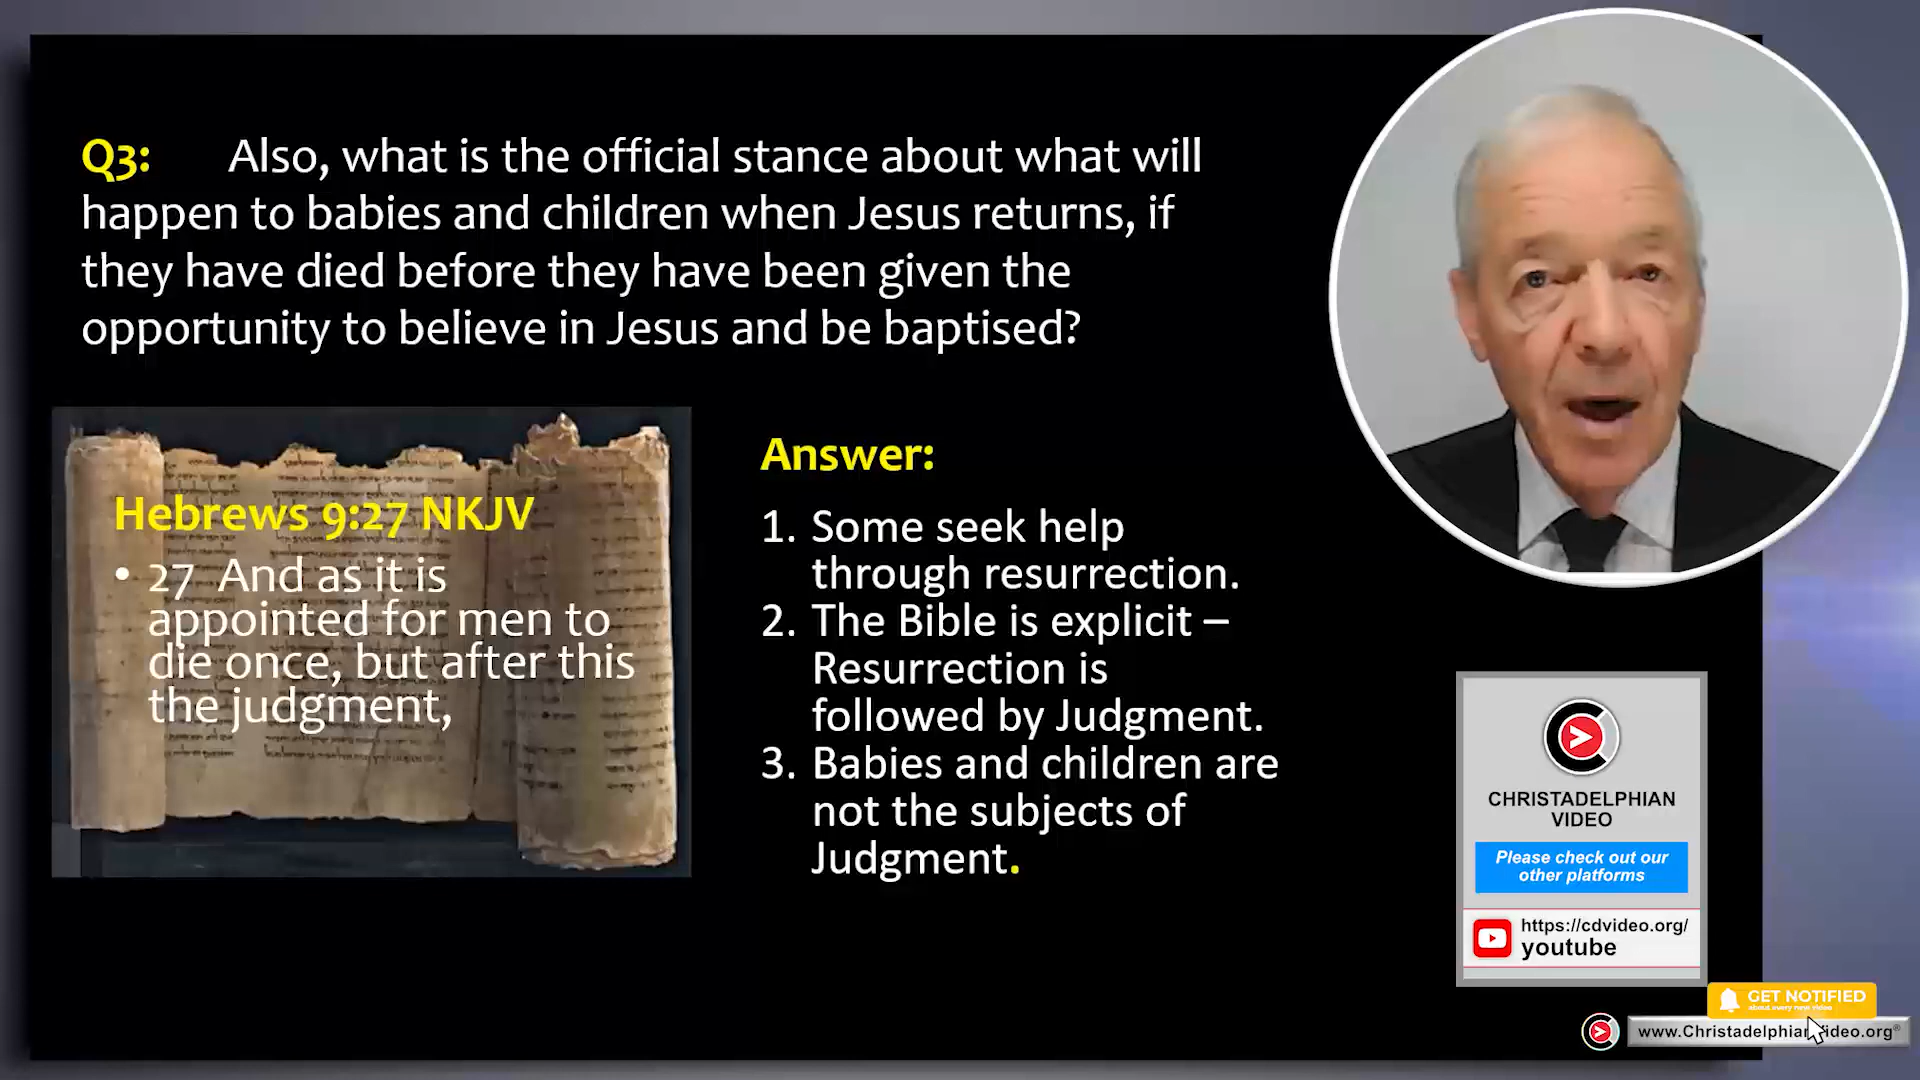 Q3: Also, what is the official stance about what will
happen to babies and children when Jesus returns, if
they have died before they have been given the
opportunity to believe in Jesus and be baptised?
Hebrews 9:27 NKJV
• 27 And as it is
appointed for men to
die once, but after this
the judgment,
Answer:
1. Some seek help
through resurrection.
2. The Bible is explicit –
Resurrection is
followed by Judgment.
3. Babies and children are
not the subjects of
Judgment.
CHRISTADELPHIAN
VIDEO
Please check out our
other platforms
https://cdvideo.org/
youtube
GET NOTIFIED
about every new video
www.ChristadelphianVideo.org®